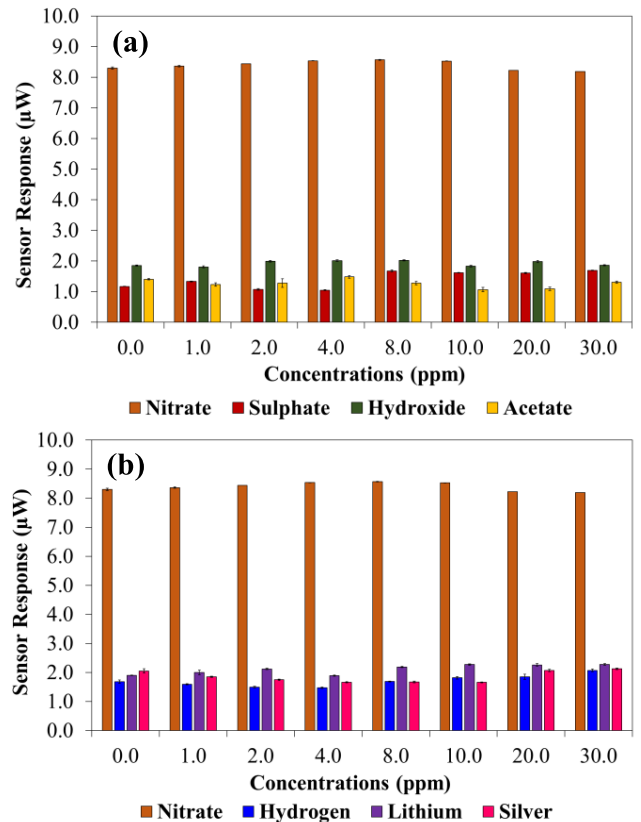 (a)
Sensor Response (µW)
10.0
9.0
8.0
7.0
6.0
5.0
4.0
3.0
2.0
1.0
0.0
0.0 1.0 2.0 4.0 8.0 10.0 20.0 30.0
Concentrations (ppm)
Nitrate Sulphate Hydroxide Acetate
(b)
Sensor Response (µW)
10.0
9.0
8.0
7.0
6.0
5.0
4.0
3.0
2.0
1.0
0.0
0.0 1.0 2.0 4.0 8.0 10.0 20.0 30.0
Concentrations (ppm)
Nitrate Hydrogen Lithium Silver